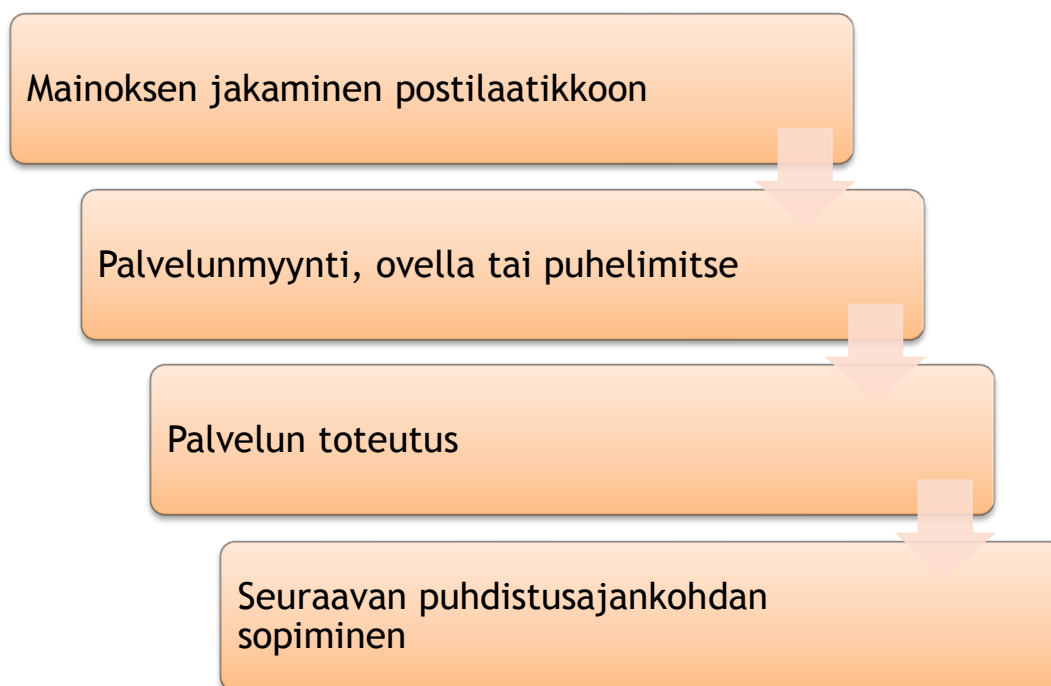 Mainoksen jakaminen postilaatikkoon
Palvelunmyynti, ovella tai puhelimitse
Palvelun toteutus
Seuraavan puhdistusajankohdan
sopiminen